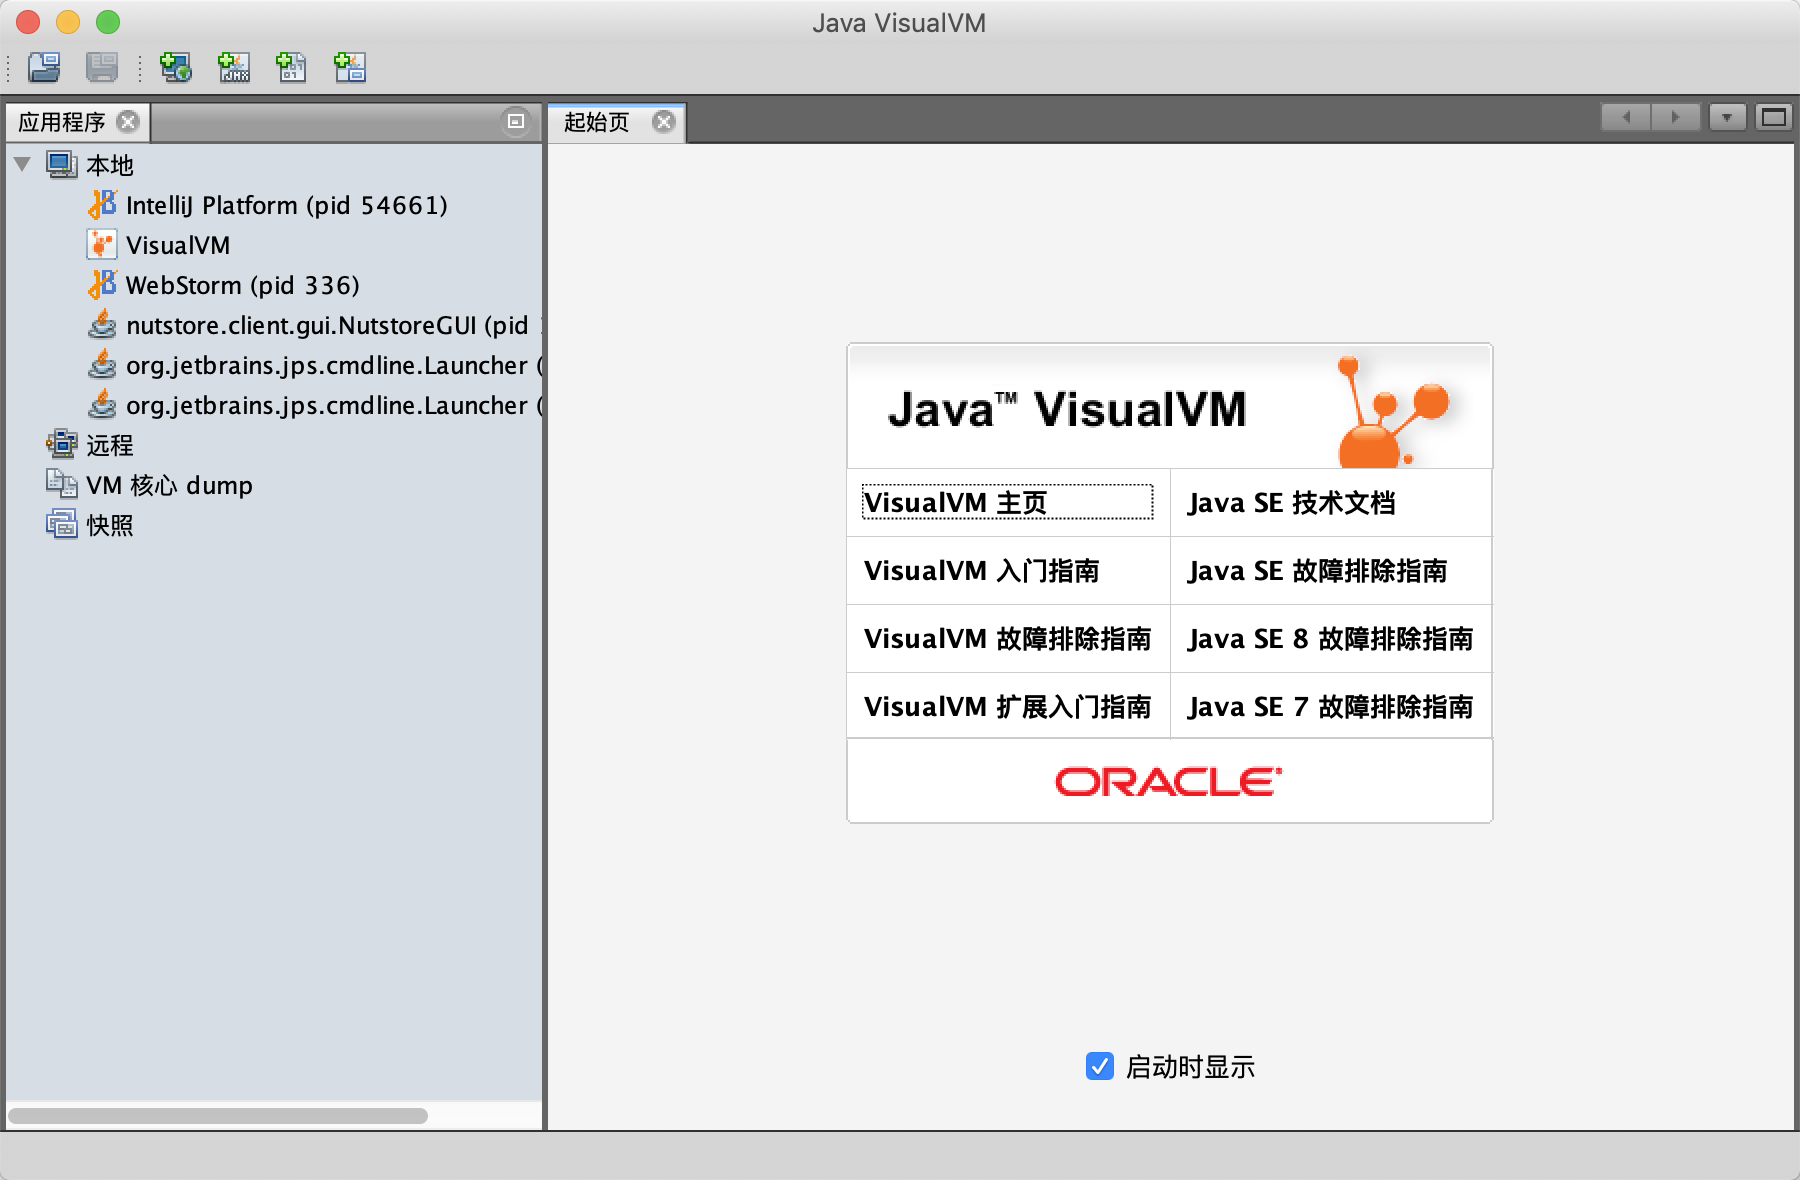 Java VisualVM
应用程序
起始页
本地
IntelliJ Platform (pid 54661)
VisualVM
WebStorm (pid 336)
nutstore.client.gui.NutstoreGUI (pid
org.jetbrains.jps.cmdline.Launcher (
org.jetbrains.jps.cmdline.Launcher (
远程
VM 核心 dump
快照
Java™ VisualVM
VisualVM 主页
Java SE 技术文档
VisualVM 入门指南
Java SE 故障排除指南
VisualVM 故障排除指南
Java SE 8 故障排除指南
VisualVM 扩展入门指南
Java SE 7 故障排除指南
ORACLE
启动时显示